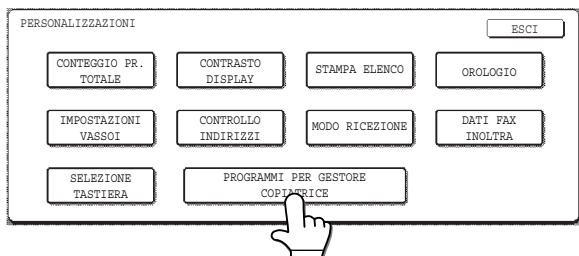 PERSONALIZZAZIONI
ESCI
CONTEGGIO PR.
TOTALE
CONTRASTO
DISPLAY
STAMPA ELENCO
OROLOGIO
IMPOSTAZIONI
VASSOI
CONTROLLO
INDIRIZZI
MODO RICEZIONE
DATI FAX
INOLTRA
SELEZIONE
TASTIERA
PROGRAMMI PER GESTORE
COPIATRICE